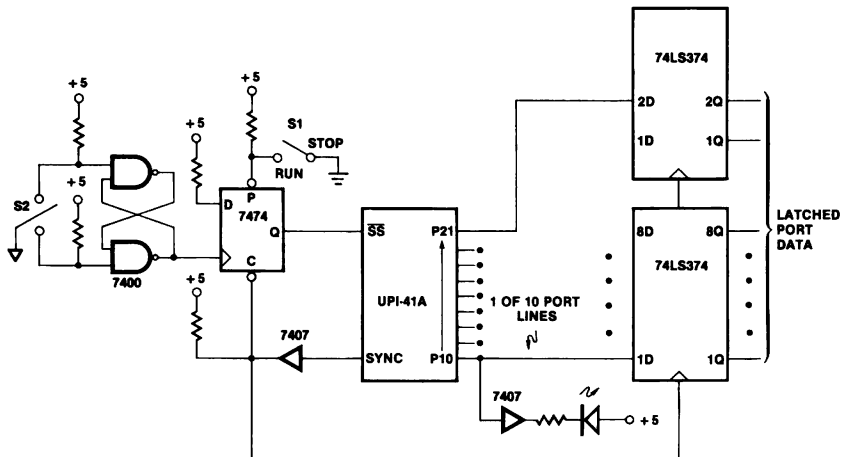 74LS374
2D
2Q
1D
1Q
+5
+5
+5
S1
STOP
RUN
+5
S2
D
P
7474
Q
C
7400
+5
7407
SS
P21
UPI-41A
SYNC
P10
1 OF 10 PORT
LINES
8D
8Q
74LS374
1D
1Q
LATCHED
PORT
DATA
7407
+5